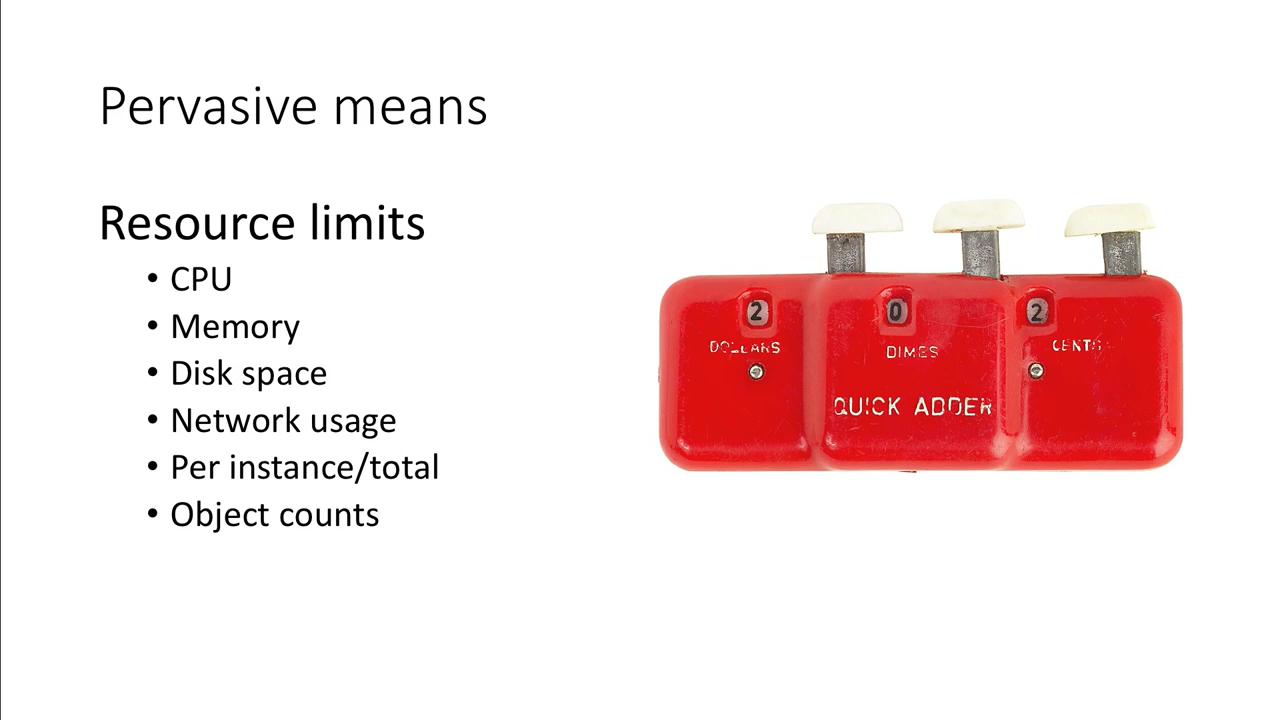 Pervasive means
Resource limits
• CPU
• Memory
• Disk space
• Network usage
• Per instance/total
• Object counts
2 0 2
DOLLARS DIMES CENTS
QUICK ADDER